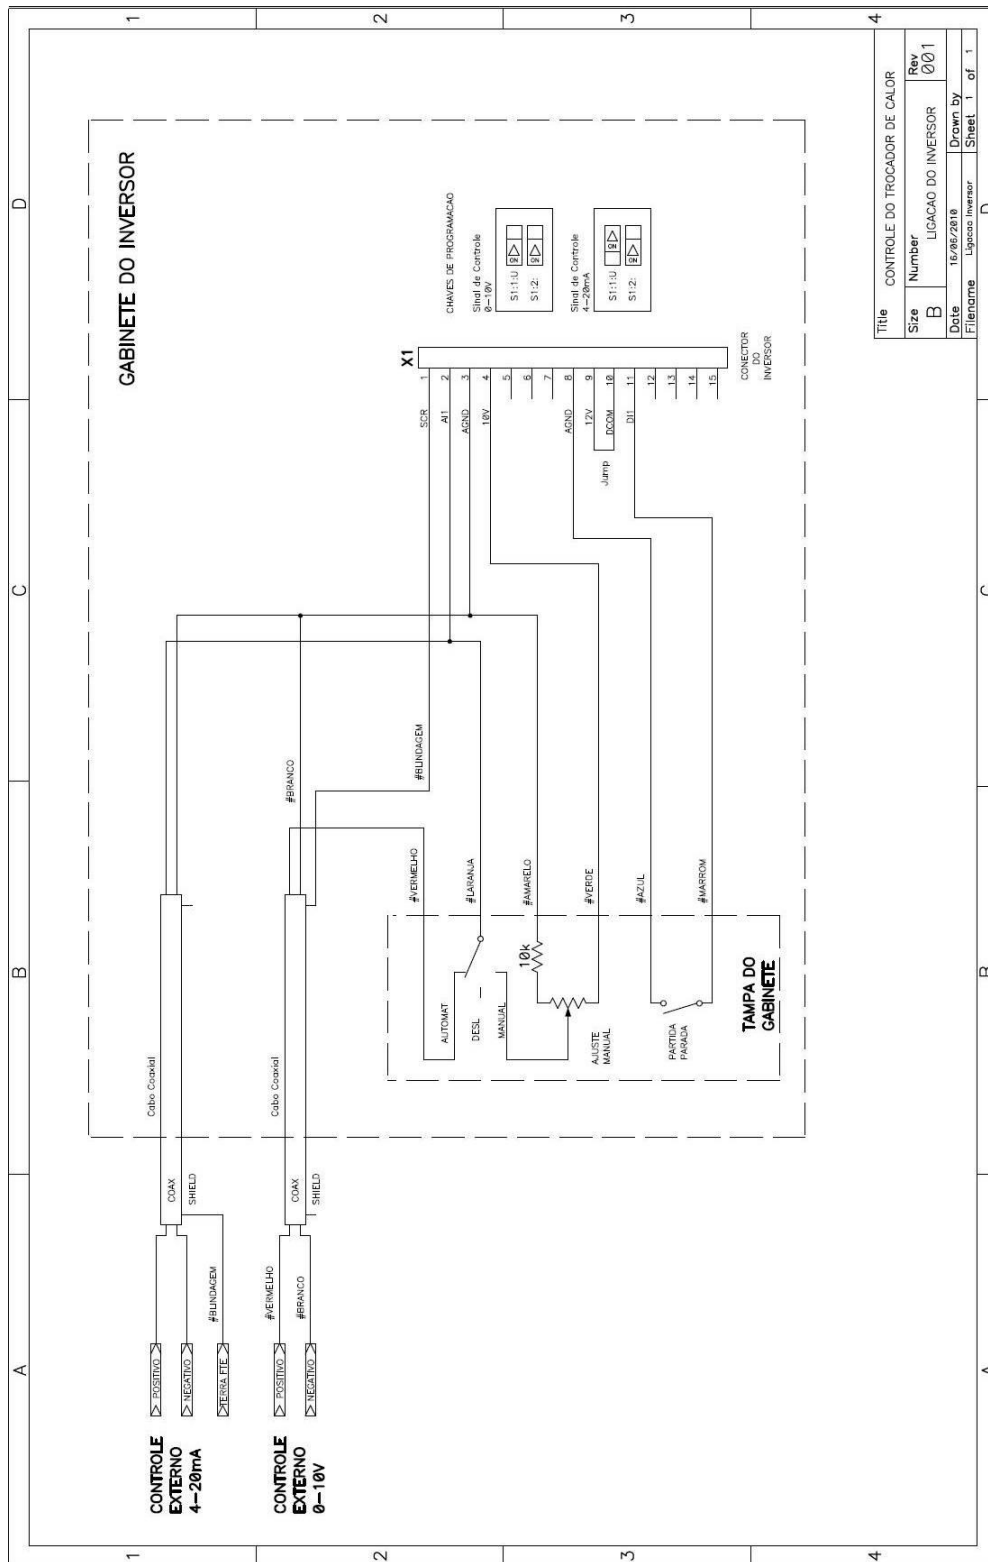 A
B
C
D
1
2
3
4
CONTROLE
EXTERNO
4-20mA
POSITIVO
NEGATIVO
TERRA FTE
#BLINDAGEM
COAX
SHIELD
Cabo Coaxial
CONTROLE
EXTERNO
0-10V
POSITIVO
NEGATIVO
#VERMELHO
#BRANCO
COAX
SHIELD
Cabo Coaxial
#BRANCO
#BLINDAGEM
GABINETE DO INVERSOR
#VERMELHO
#LARANJA
#AMARELO
#VERDE
#AZUL
#MARROM
AUTOMAT
DESL
MANUAL
10k
AJUSTE
MANUAL
PARTIDA
PARADA
TAMPA DO
GABINETE
X1
SCR 1
AI1 2
AGND 3
10V 4
5
6
7
AGND 8
12V 9
DCOM 10
DI1 11
12
13
14
15
Jump
CONECTOR
DO
INVERSOR
CHAVES DE PROGRAMACAO
Sinal de Controle
0-10V
S1:1:U ON
S1:2: ON
Sinal de Controle
4-20mA
S1:1:U ON
S1:2: ON
Title
CONTROLE DO TROCADOR DE CALOR
Size
B
Number
LIGACAO DO INVERSOR
Rev
001
Date 16/06/2010
Drawn by
Filename Ligacao Inversor
Sheet 1 of 1
1
2
3
4
A
B
C
D